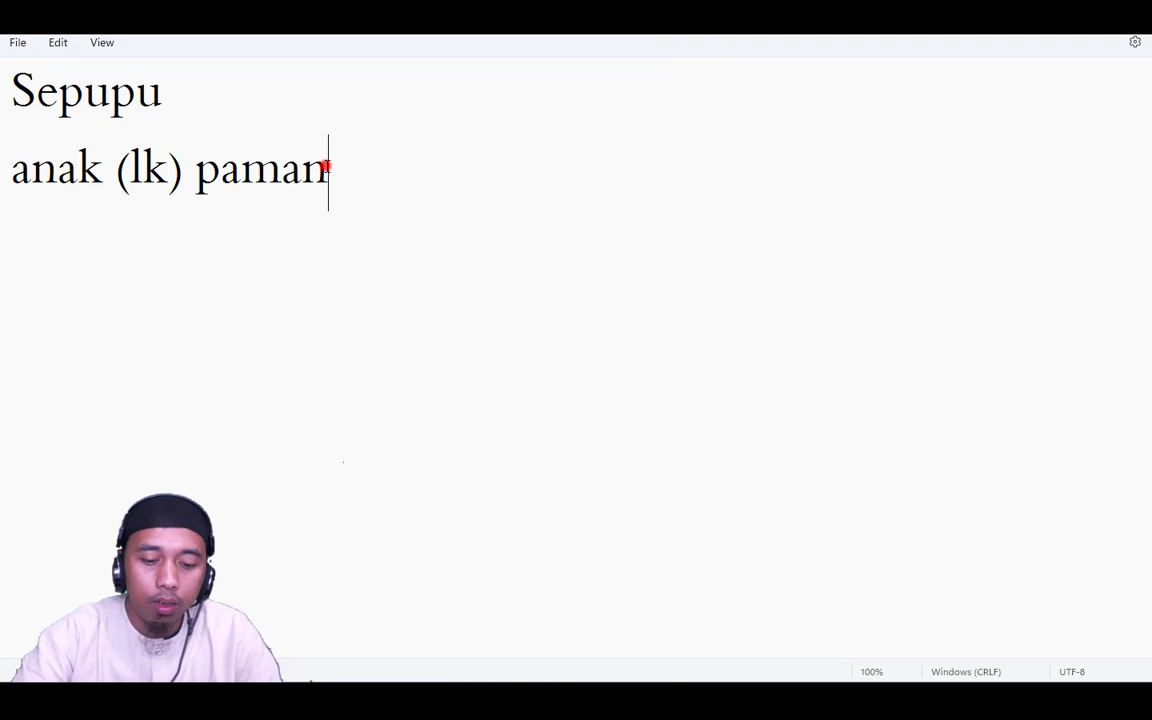 File Edit View
Sepupu
anak (lk) paman
100% Windows (CRLF) UTF-8